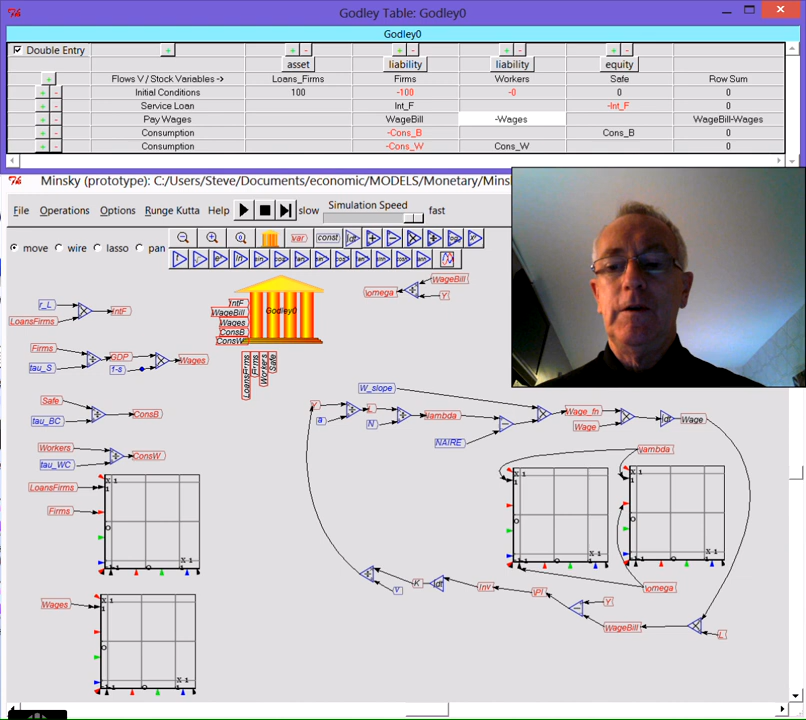 Godley Table: Godley0
Godley0
Double Entry + + - + - + - + -
asset liability liability equity
+ Flows V / Stock Variables -> Loans_Firms Firms Workers Safe Row Sum
+ - Initial Conditions 100 -100 -0 0 0
+ - Service Loan Int_F -Int_F 0
+ - Pay Wages WageBill -Wages WageBill-Wages
+ - Consumption -Cons_B Cons_B 0
+ - Consumption -Cons_W Cons_W 0
Minsky (prototype): C:/Users/Steve/Documents/economic/MODELS/Monetary/Minsk
File Operations Options Runge Kutta Help slow Simulation Speed fast
move wire lasso pan
var const
WageBill
\omega
Y
r_L
LoansFirms
IntF
IntF
WageBill
Wages
ConsB
ConsW
Godley0
LoansFirms
Firms
Workers
Safe
Firms
tau_S
GDP
1-s
Wages
Safe
tau_BC
ConsB
Workers
tau_WC
ConsW
LoansFirms
Firms
Wages
W_slope
Y
a
L
N
\lambda
NAIRE
Wage_fn
Wage
Wage
\lambda
\omega
v
K
Inv
\Pi
Y
WageBill
L